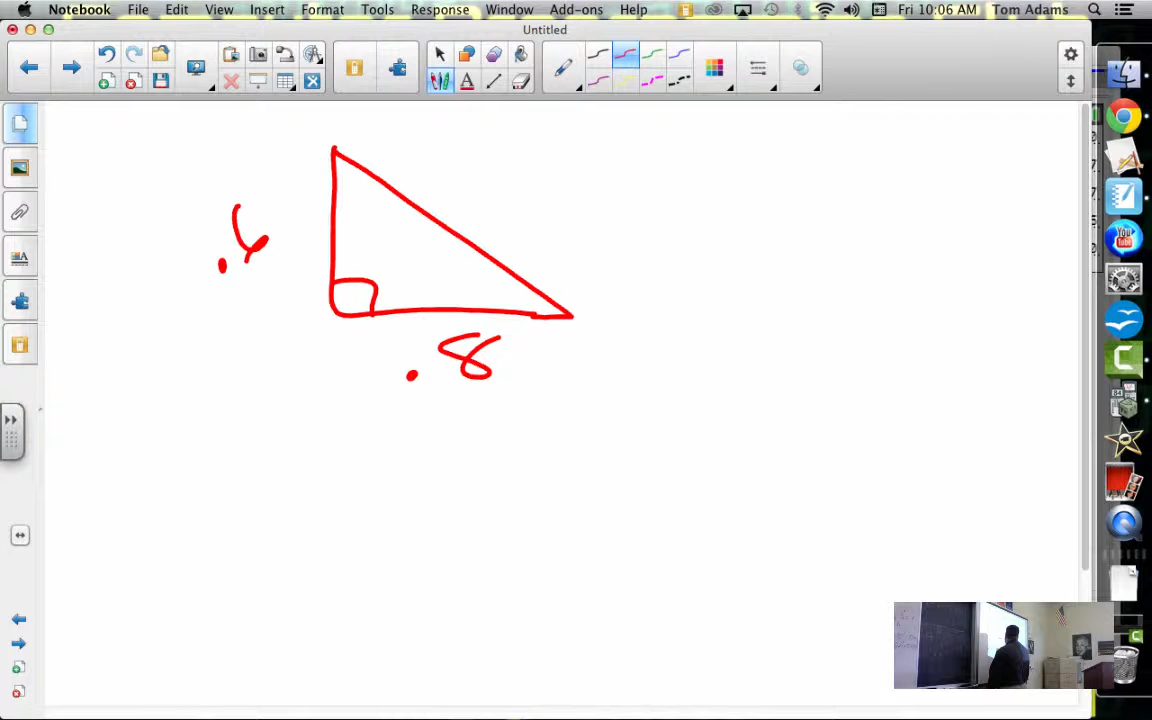 Notebook File Edit View Insert Format Tools Response Window Add-ons Help Fri 10:06 AM Tom Adams
Untitled
.6
.8